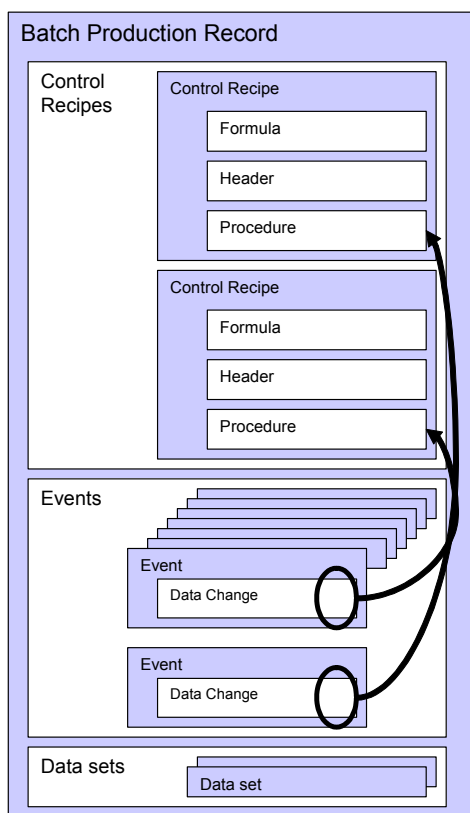 Batch Production Record
Control
Recipes
Control Recipe
Formula
Header
Procedure
Control Recipe
Formula
Header
Procedure
Events
Event
Data Change
Event
Data Change
Data sets
Data set